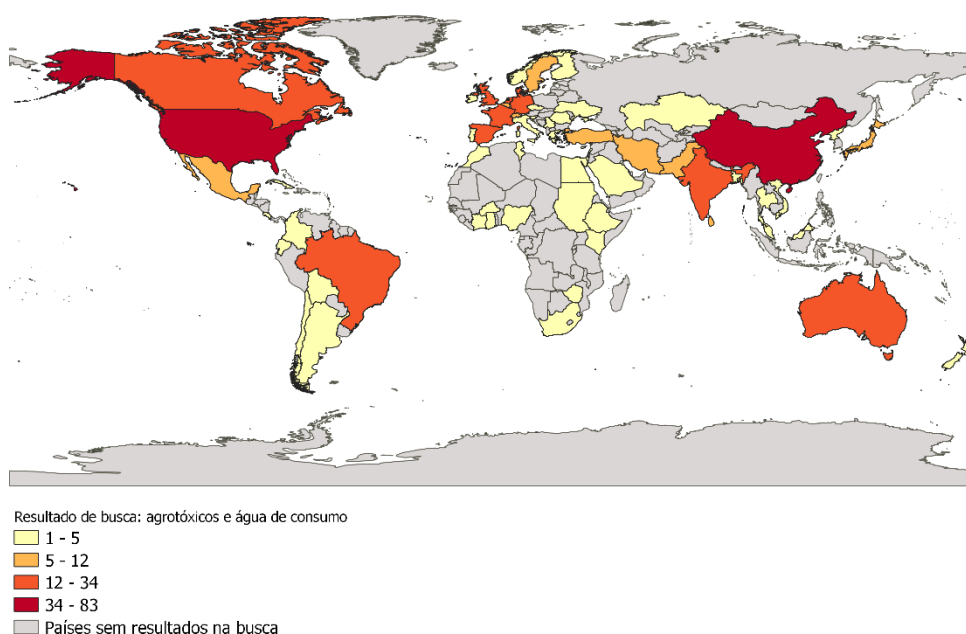 Resultado de busca: agrotóxicos e água de consumo
1 - 5
5 - 12
12 - 34
34 - 83
Países sem resultados na busca